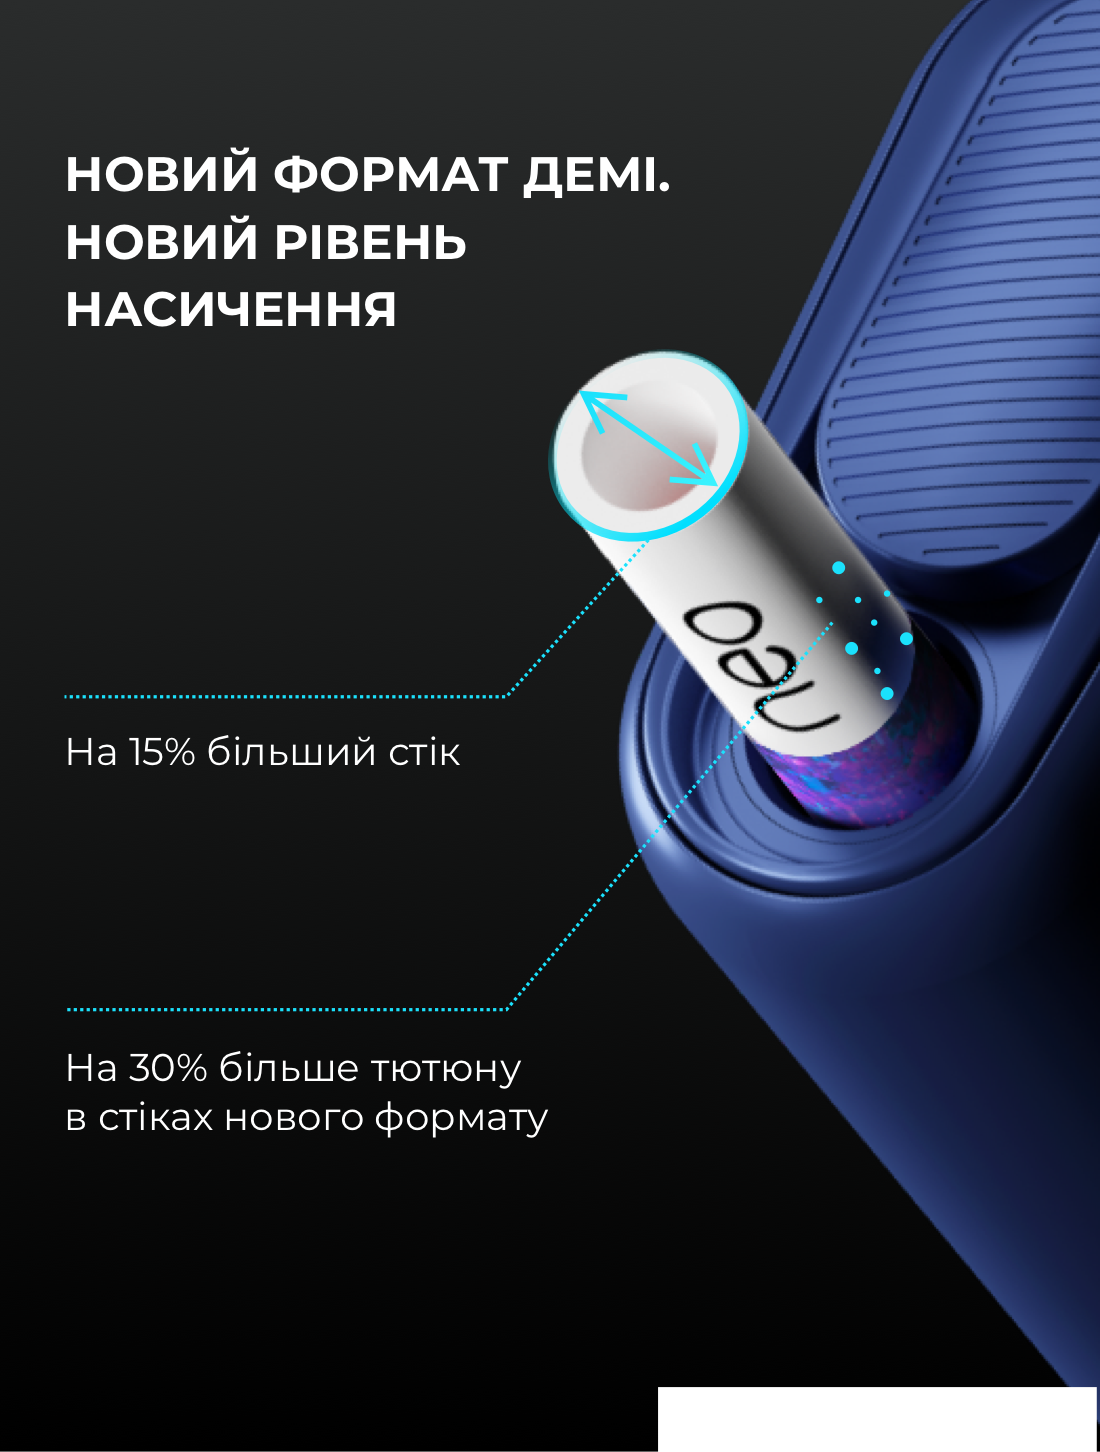 НОВИЙ ФОРМАТ ДЕМІ.
НОВИЙ РІВЕНЬ
НАСИЧЕННЯ
neo
На 15% більший стік
На 30% більше тютюну
в стіках нового формату